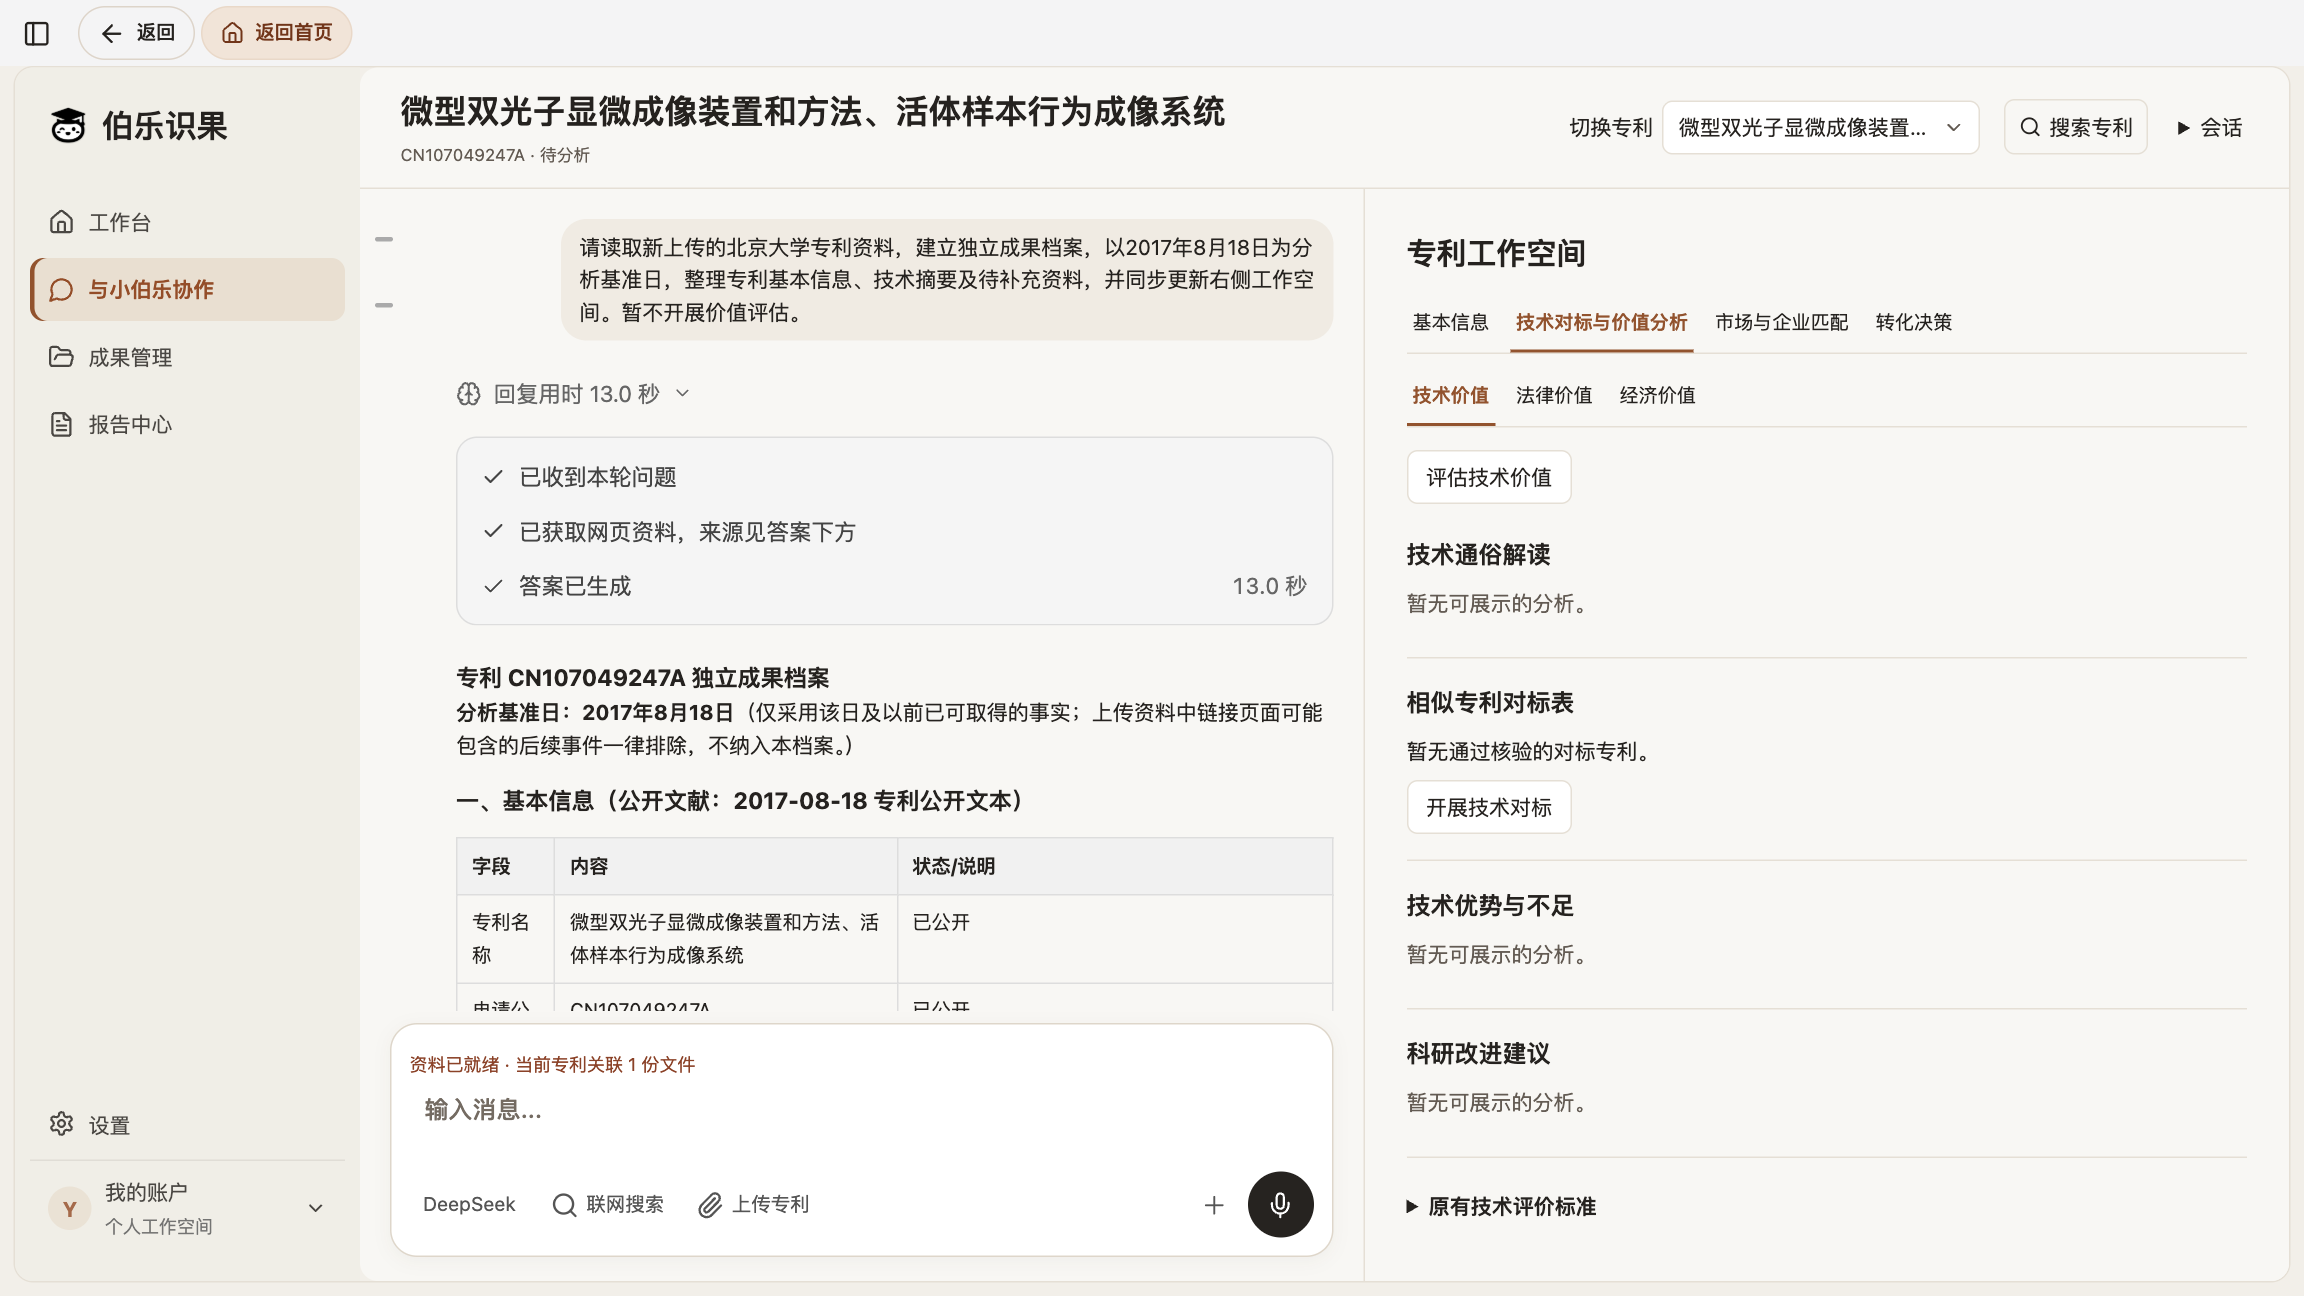 返回
返回首页
伯乐识果
工作台
与小伯乐协作
成果管理
报告中心
设置
Y
我的账户
个人工作空间
微型双光子显微成像装置和方法、活体样本行为成像系统
CN107049247A · 待分析
切换专利
微型双光子显微成像装置...
搜索专利
▶ 会话
请读取新上传的北京大学专利资料，建立独立成果档案，以2017年8月18日为分
析基准日，整理专利基本信息、技术摘要及待补充资料，并同步更新右侧工作空
间。暂不开展价值评估。
回复用时 13.0 秒
已收到本轮问题
已获取网页资料，来源见答案下方
答案已生成
13.0 秒
专利 CN107049247A 独立成果档案
分析基准日：2017年8月18日（仅采用该日及以前已可取得的事实；上传资料中链接页面可能
包含的后续事件一律排除，不纳入本档案。）
一、基本信息（公开文献：2017-08-18 专利公开文本）
字段 内容 状态/说明
专利名 微型双光子显微成像装置和方法、活 已公开
称 体样本行为成像系统
申请公 CN107049247A 已公开
资料已就绪 · 当前专利关联 1 份文件
输入消息...
DeepSeek
联网搜索
上传专利
专利工作空间
基本信息
技术对标与价值分析
市场与企业匹配
转化决策
技术价值
法律价值
经济价值
评估技术价值
技术通俗解读
暂无可展示的分析。
相似专利对标表
暂无通过核验的对标专利。
开展技术对标
技术优势与不足
暂无可展示的分析。
科研改进建议
暂无可展示的分析。
▶ 原有技术评价标准